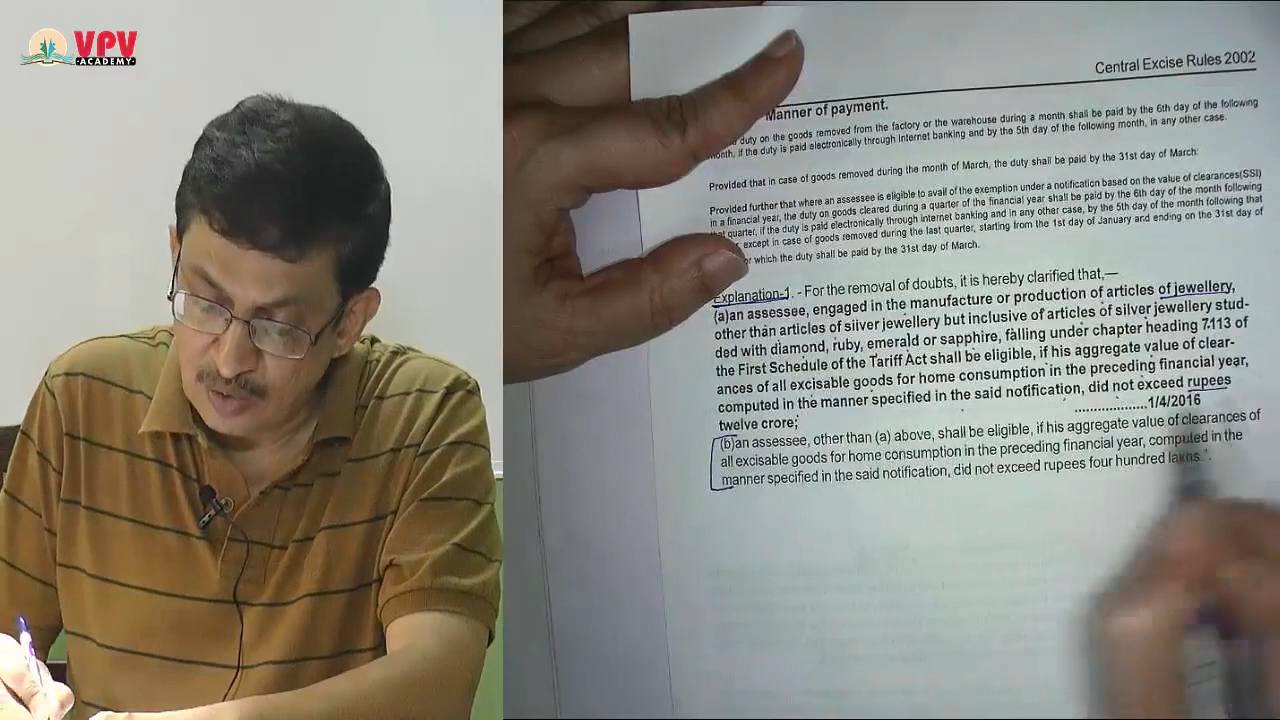 VPV
ACADEMY
Central Excise Rules 2002
Manner of payment.
duty on the goods removed from the factory or the warehouse during a month shall be paid by the 6th day of the following
month, if the duty is paid electronically through internet banking and by the 5th day of the following month, in any other case.
Provided that in case of goods removed during the month of March, the duty shall be paid by the 31st day of March:
Provided further that where an assessee is eligible to avail of the exemption under a notification based on the value of clearances(SSI)
in a financial year, the duty on goods cleared during a quarter of the financial year shall be paid by the 6th day of the month following
that quarter, if the duty is paid electronically through internet banking and in any other case, by the 5th day of the month following that
except in case of goods removed during the last quarter, starting from the 1st day of January and ending on the 31st day of
for which the duty shall be paid by the 31st day of March.
Explanation-1. - For the removal of doubts, it is hereby clarified that,—
(a)an assessee, engaged in the manufacture or production of articles of jewellery,
other than articles of silver jewellery but inclusive of articles of silver jewellery stud-
ded with diamond, ruby, emerald or sapphire, falling under chapter heading 7113 of
the First Schedule of the Tariff Act shall be eligible, if his aggregate value of clear-
ances of all excisable goods for home consumption in the preceding financial year,
computed in the manner specified in the said notification, did not exceed rupees
twelve crore; ..................1/4/2016
(b)an assessee, other than (a) above, shall be eligible, if his aggregate value of clearances of
all excisable goods for home consumption in the preceding financial year, computed in the
manner specified in the said notification, did not exceed rupees four hundred lakhs.